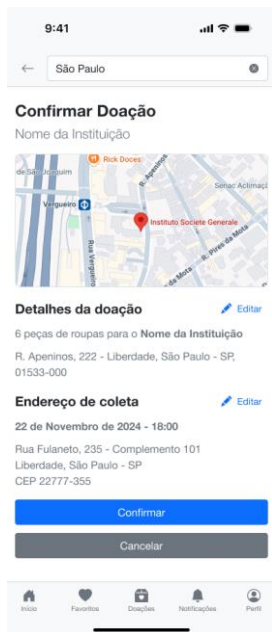 9:41
São Paulo
Confirmar Doação
Nome da Instituição
Rick Doces
R. Apeninos
Senac Aclimaç
Vergueiro
Instituto Societe Generale
Rua Vergueiro
R. Pires da Mota
Detalhes da doação
Editar
6 peças de roupas para o Nome da Instituição
R. Apeninos, 222 - Liberdade, São Paulo - SP,
01533-000
Endereço de coleta
Editar
22 de Novembro de 2024 - 18:00
Rua Fulaneto, 235 - Complemento 101
Liberdade, São Paulo - SP
CEP 22777-355
Confirmar
Cancelar
Início
Favoritos
Doações
Notificações
Perfil